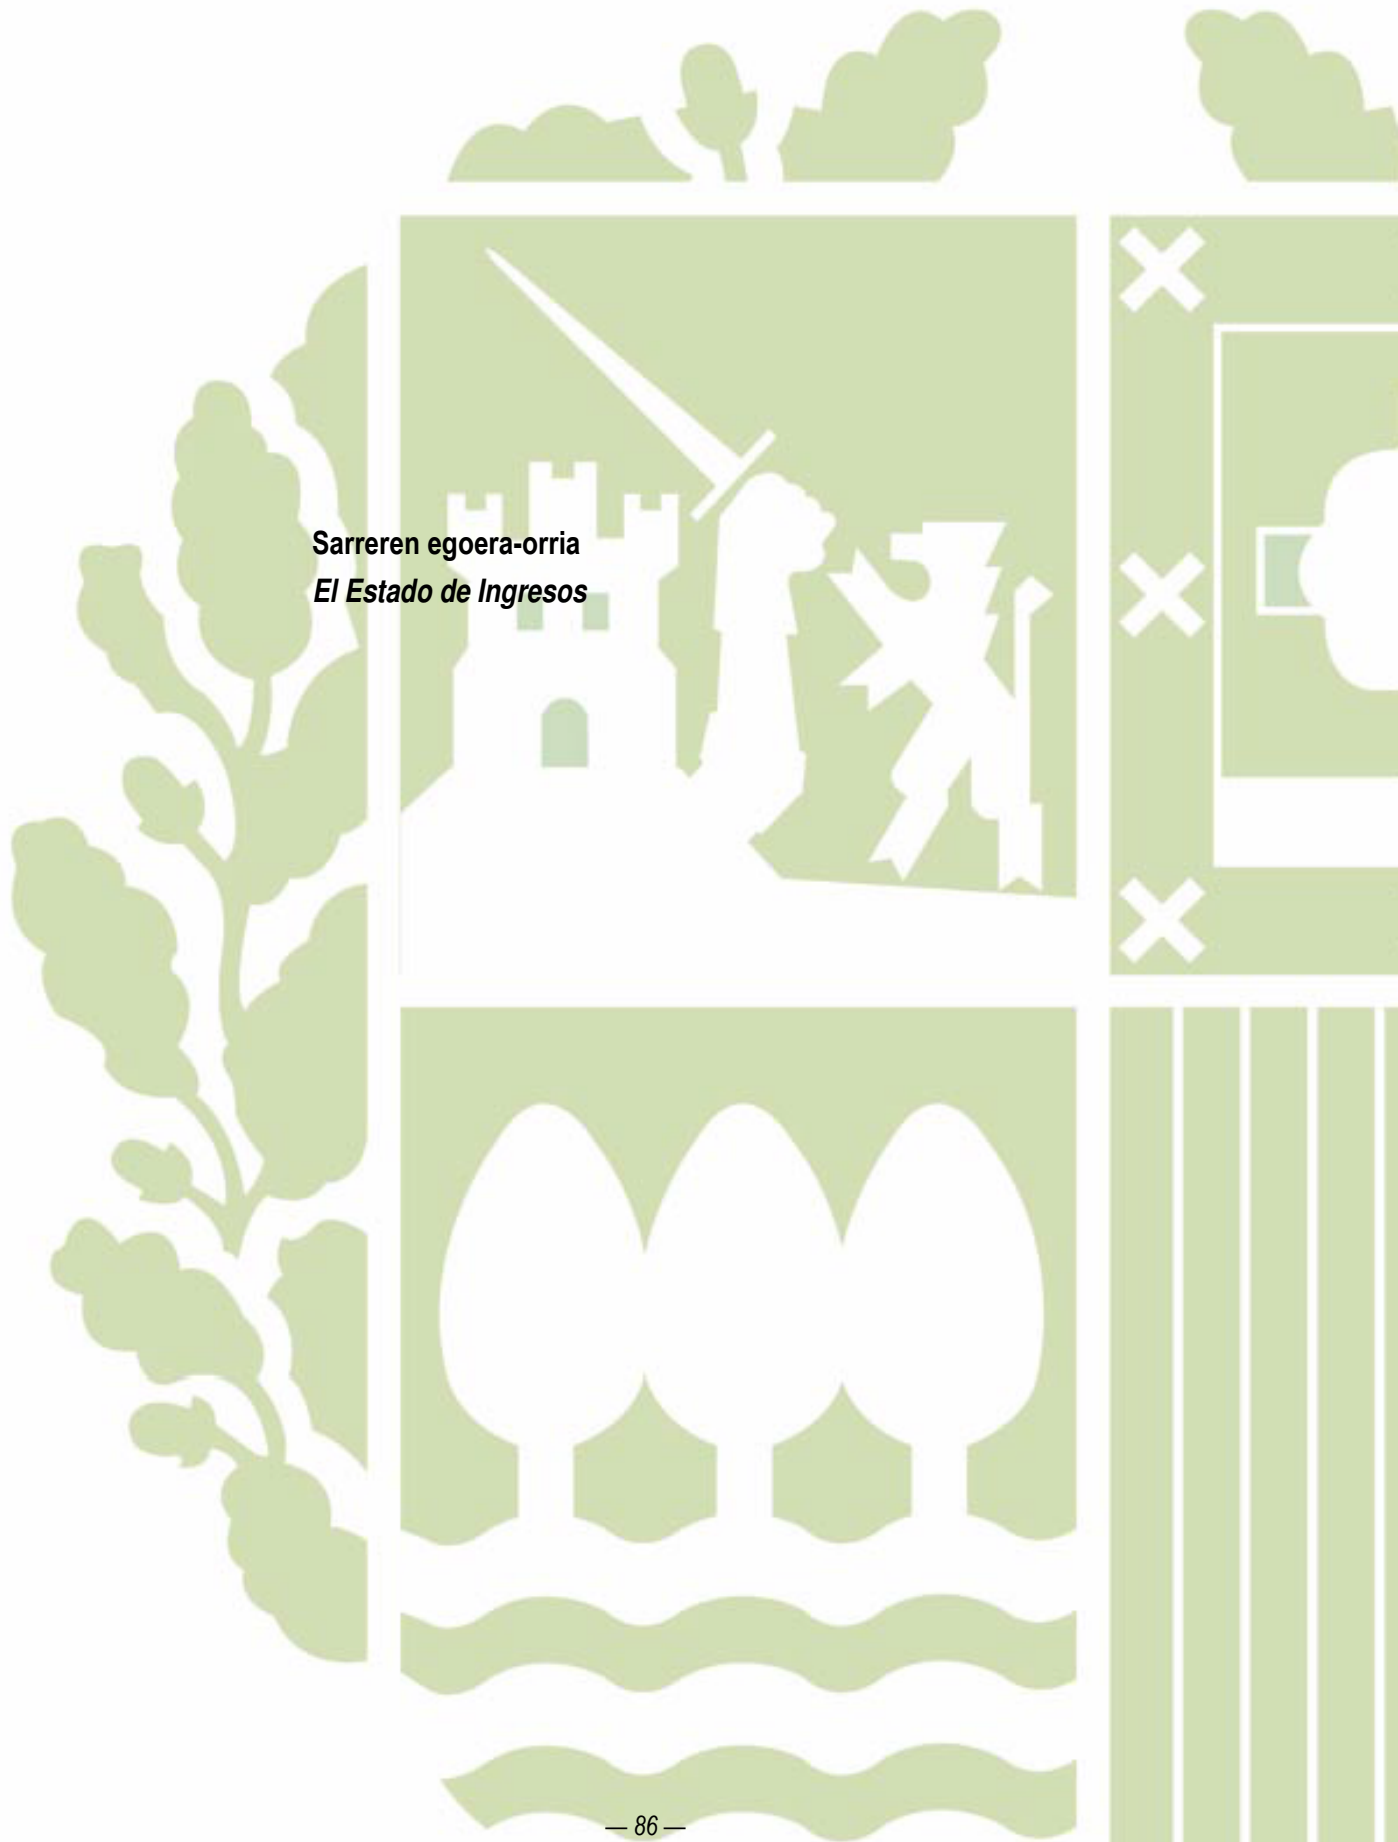 Sarreren egoera-orria
El Estado de Ingresos
— 86 —